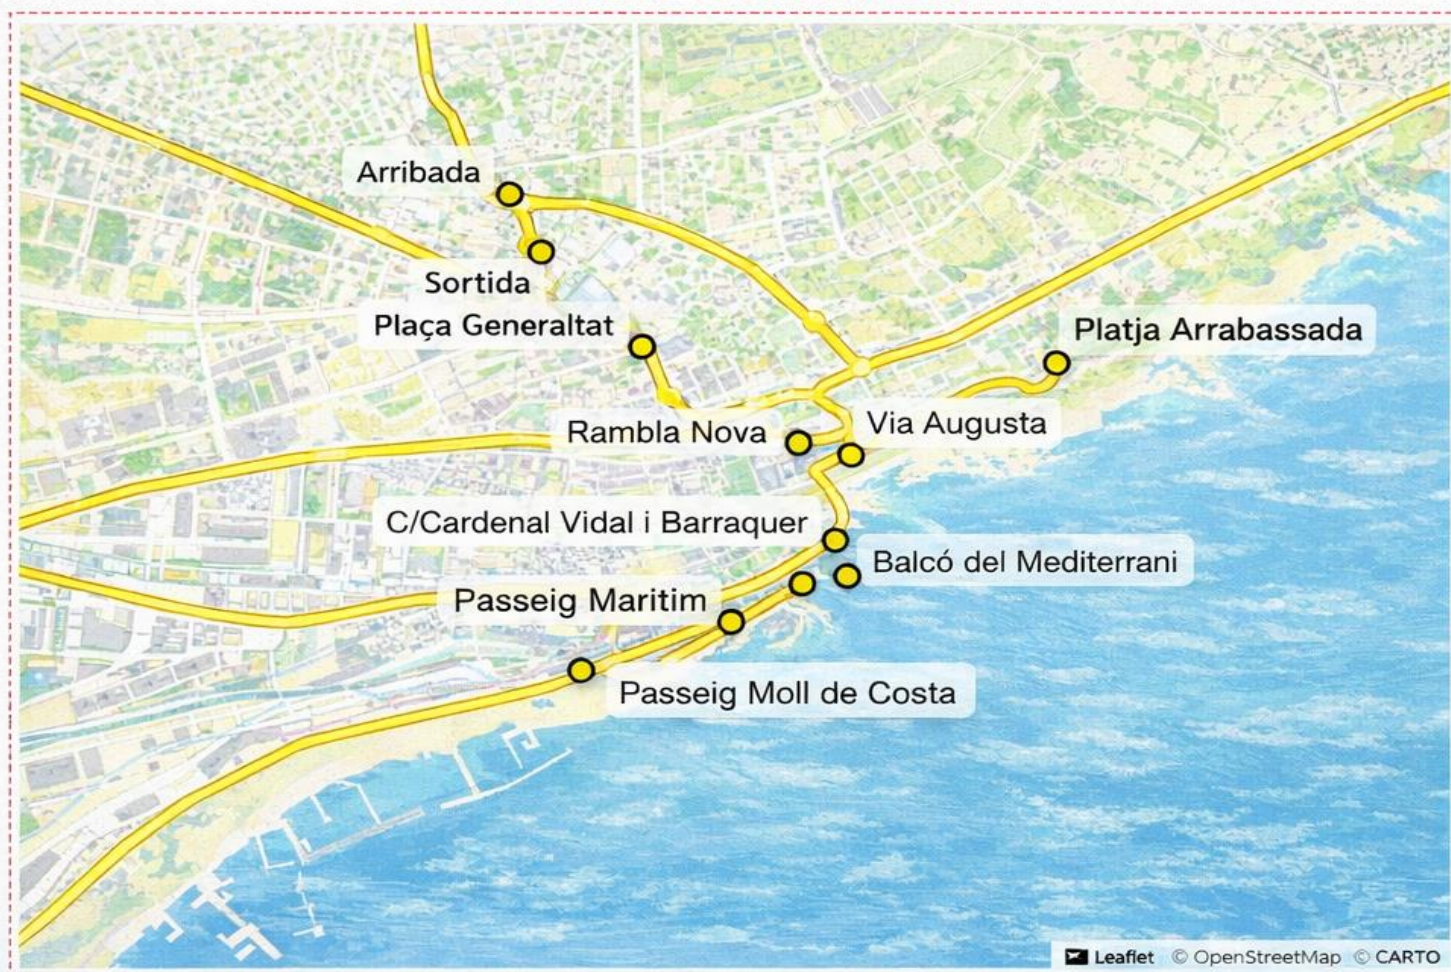 Arribada
Sortida
Plaça Generaltat
Platja Arrabassada
Rambla Nova
Via Augusta
C/Cardenal Vidal i Barraquer
Balcó del Mediterrani
Passeig Maritim
Passeig Moll de Costa
Leaflet © OpenStreetMap © CARTO